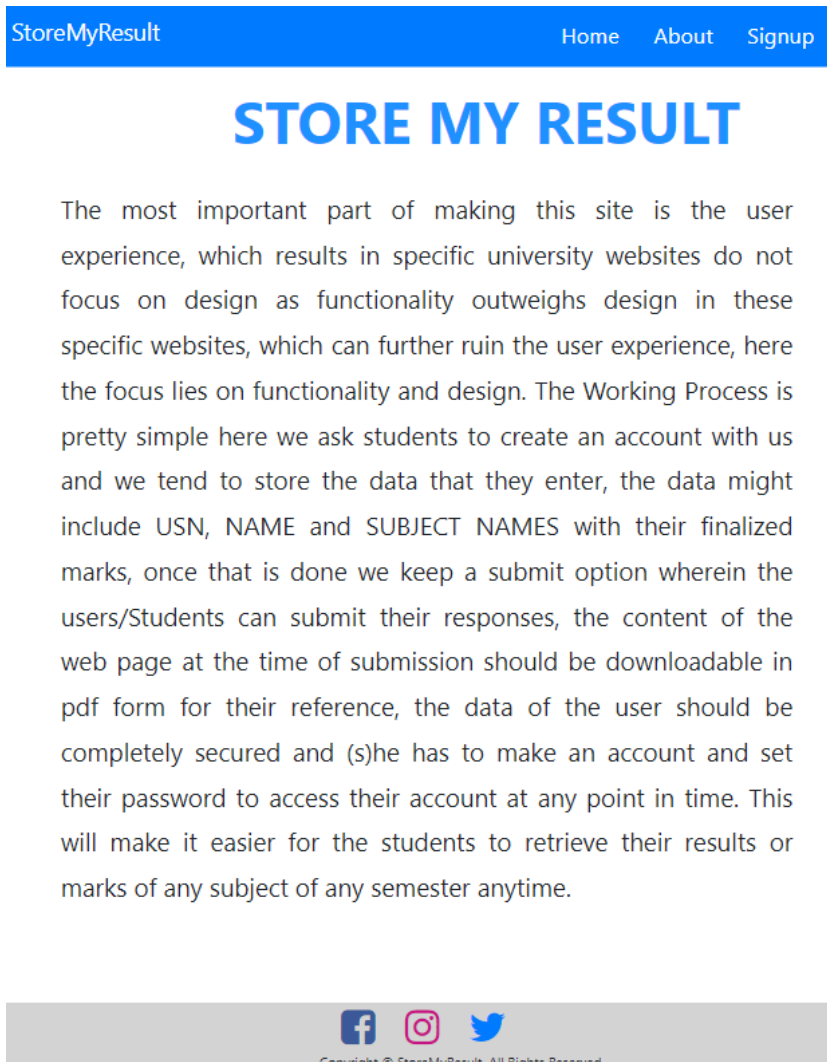 StoreMyResult
Home About Signup
STORE MY RESULT
The most important part of making this site is the user
experience, which results in specific university websites do not
focus on design as functionality outweighs design in these
specific websites, which can further ruin the user experience, here
the focus lies on functionality and design. The Working Process is
pretty simple here we ask students to create an account with us
and we tend to store the data that they enter, the data might
include USN, NAME and SUBJECT NAMES with their finalized
marks, once that is done we keep a submit option wherein the
users/Students can submit their responses, the content of the
web page at the time of submission should be downloadable in
pdf form for their reference, the data of the user should be
completely secured and (s)he has to make an account and set
their password to access their account at any point in time. This
will make it easier for the students to retrieve their results or
marks of any subject of any semester anytime.
Copyright © StoreMyResult. All Rights Reserved